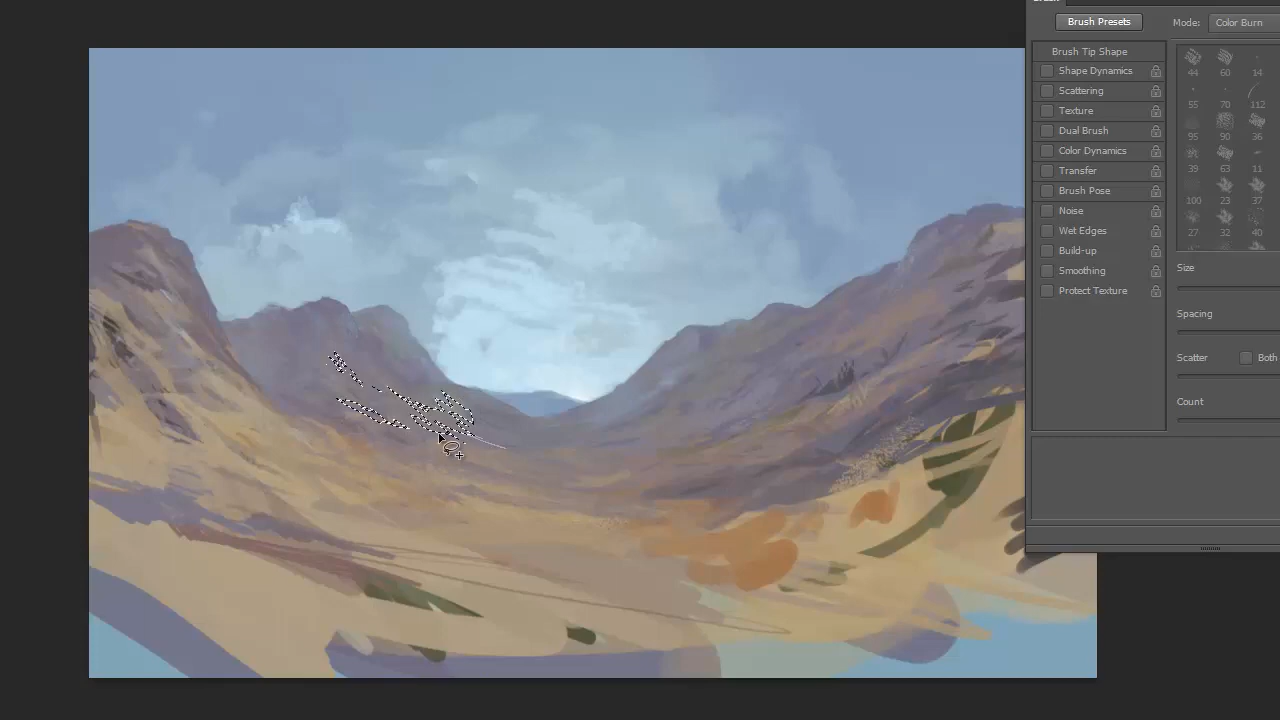 Brush Presets
Mode: Color Burn
Brush Tip Shape
Shape Dynamics
Scattering
Texture
Dual Brush
Color Dynamics
Transfer
Brush Pose
Noise
Wet Edges
Build-up
Smoothing
Protect Texture
44 60 14
55 70 112
95 90 36
39 63 11
100 23 37
27 32 40
Size
Spacing
Scatter Both
Count